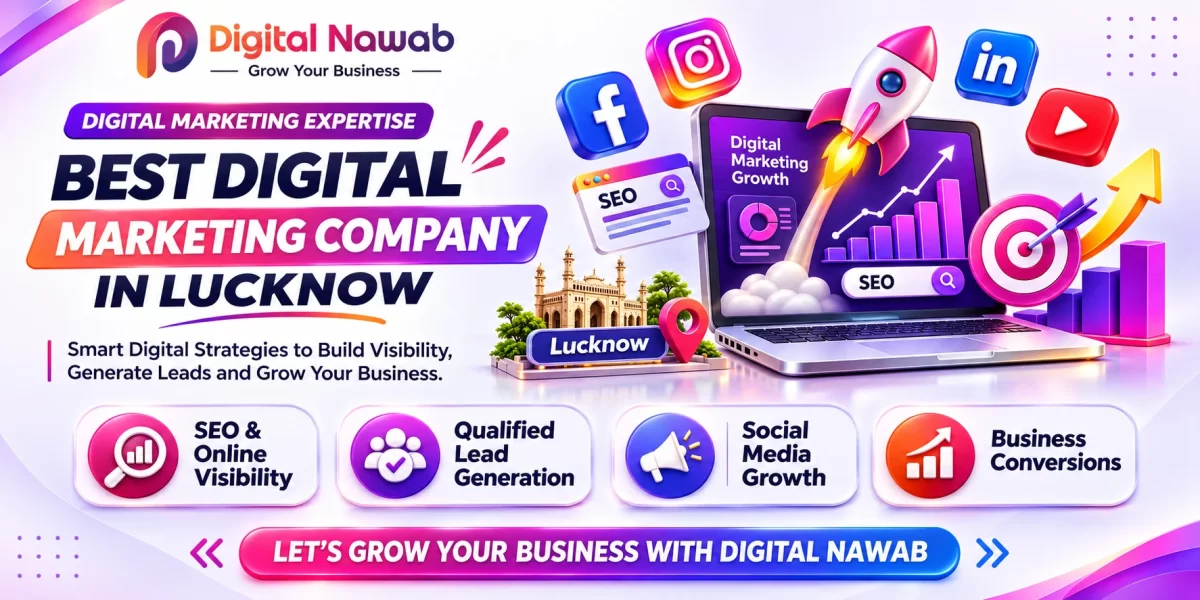 Digital Nawab
Grow Your Business
DIGITAL MARKETING EXPERTISE
BEST DIGITAL
MARKETING COMPANY
IN LUCKNOW
Smart Digital Strategies to Build Visibility,
Generate Leads and Grow Your Business.
f
in
SEO
Digital
Marketing
Growth
SEO
Lucknow
SEO &
Online
Visibility
Qualified
Lead
Generation
Social
Media
Growth
Business
Conversions
LET'S GROW YOUR BUSINESS WITH DIGITAL NAWAB